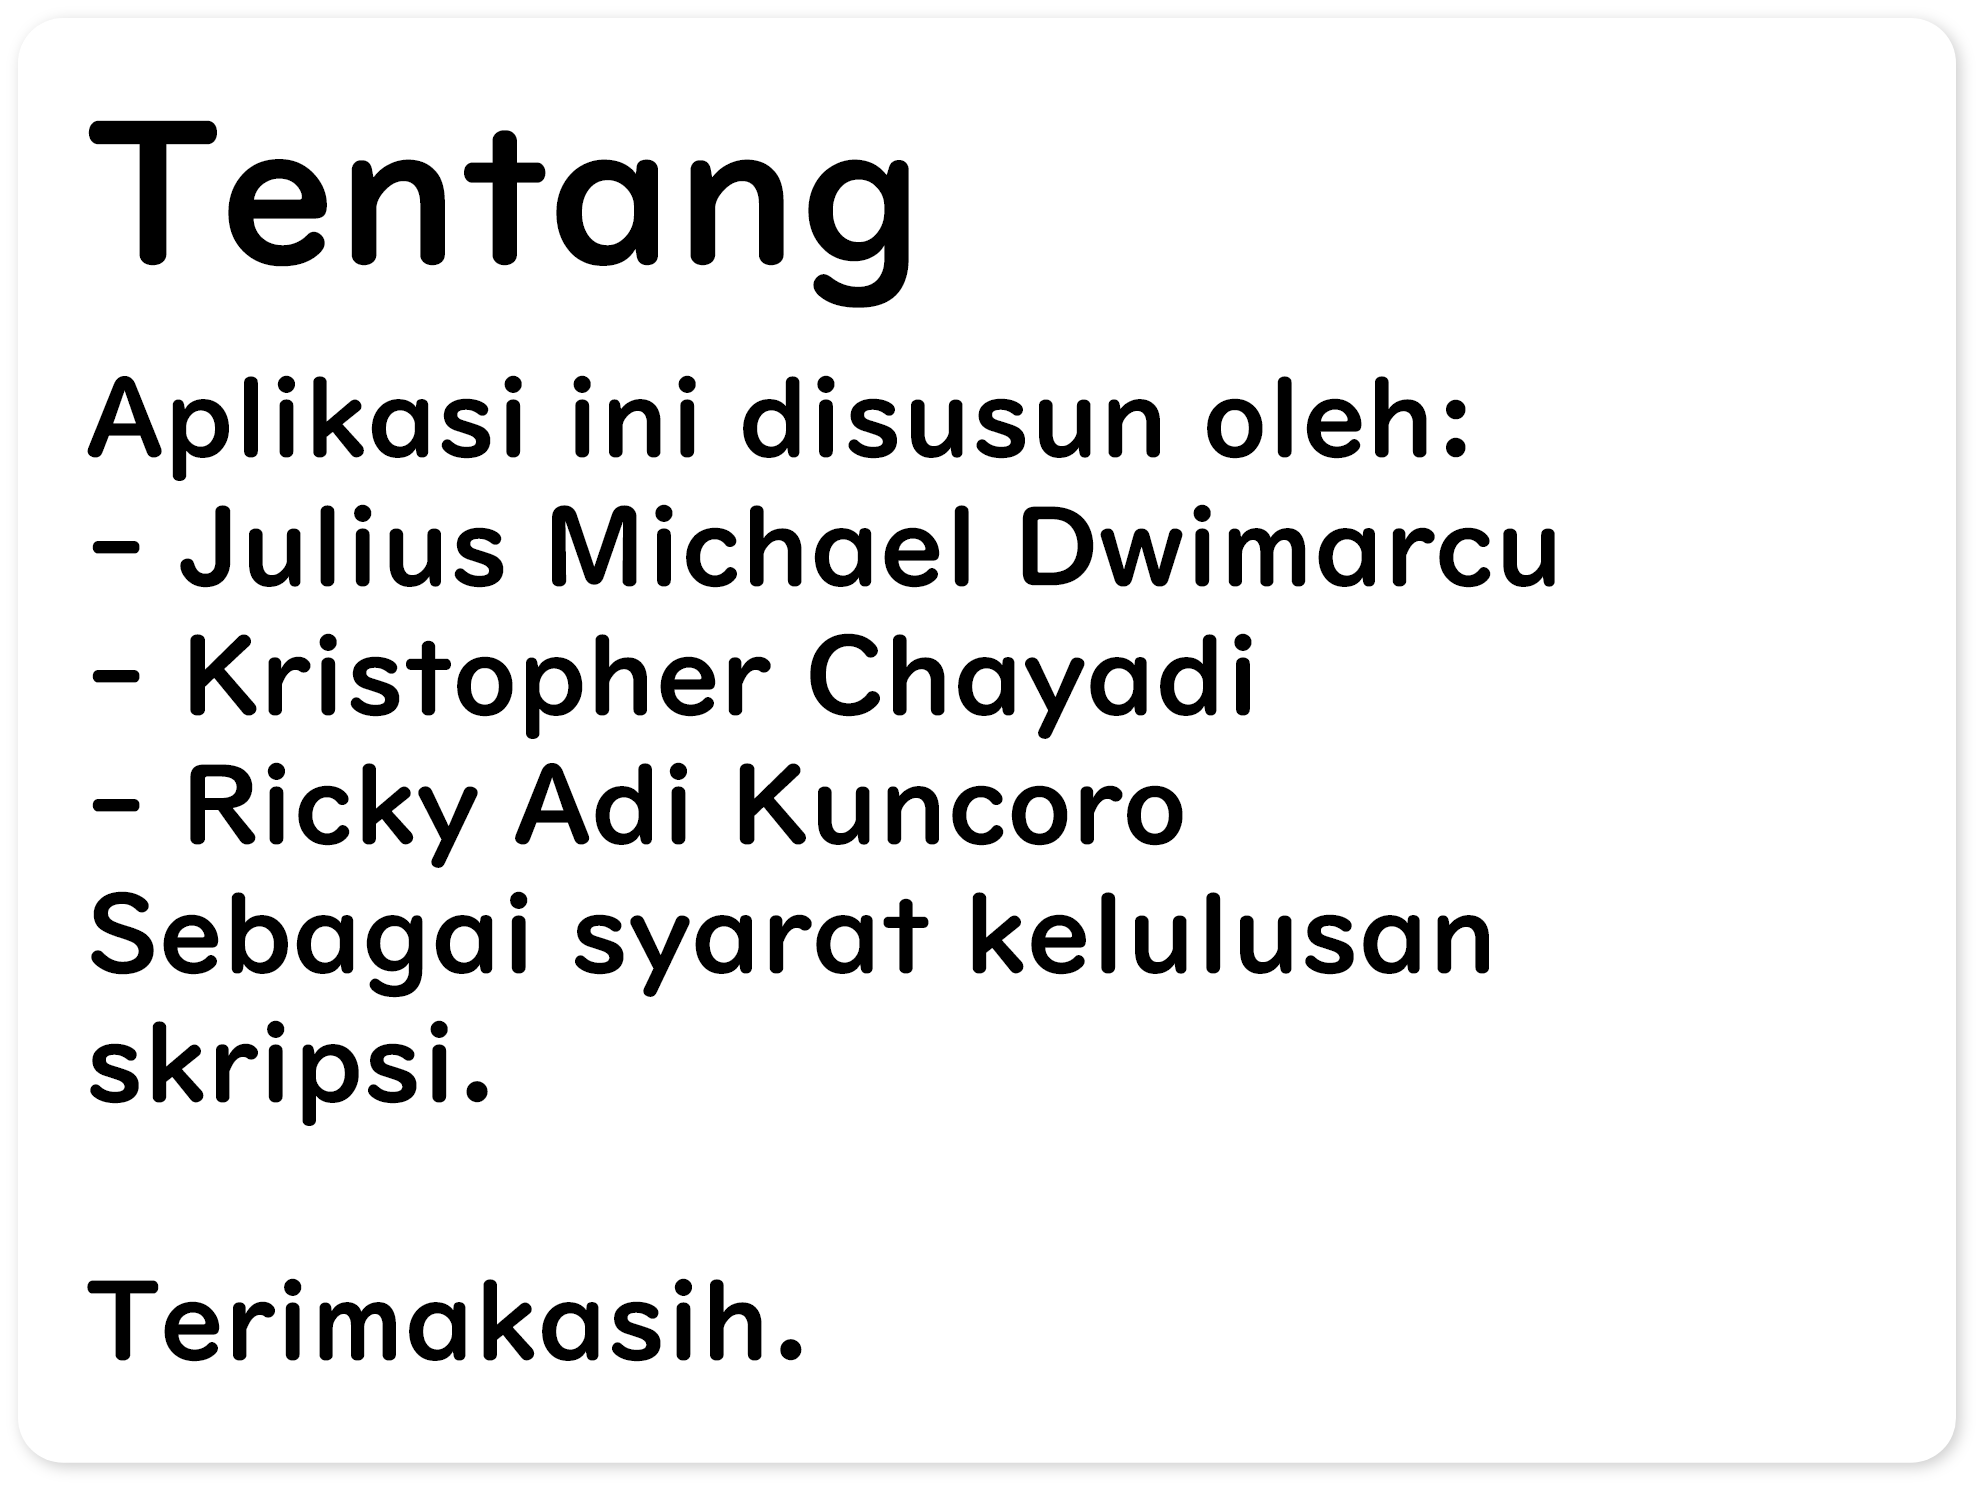 Tentang
Aplikasi ini disusun oleh:
- Julius Michael Dwimarcu
- Kristopher Chayadi
- Ricky Adi Kuncoro
Sebagai syarat kelulusan
skripsi.
Terimakasih.